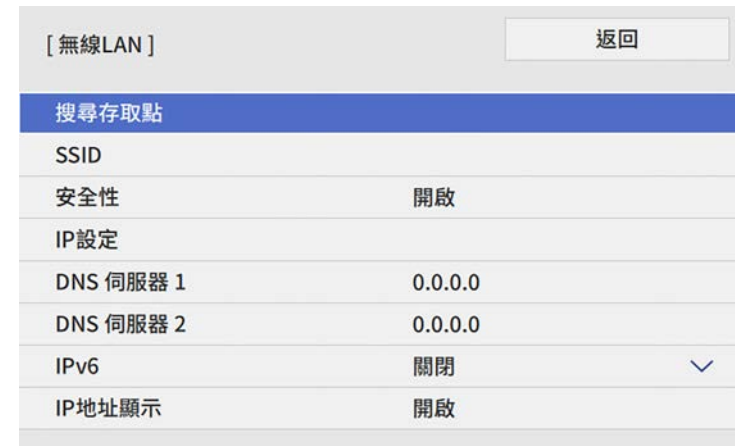 [ 無線LAN ]
返回
搜尋存取點
SSID
安全性 開啟
IP設定
DNS 伺服器 1 0.0.0.0
DNS 伺服器 2 0.0.0.0
IPv6 關閉
IP地址顯示 開啟